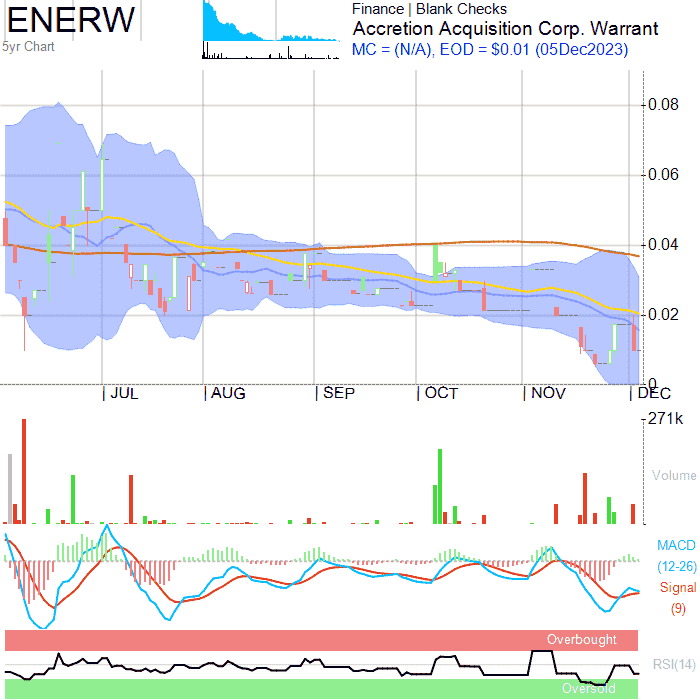 ENERW
5yr Chart
Finance | Blank Checks
Accretion Acquisition Corp. Warrant
MC = (N/A), EOD = $0.01 (05Dec2023)
0.08
0.06
0.04
0.02
0
| JUL | AUG | SEP | OCT | NOV | DEC
271k
Volume
MACD
(12-26)
Signal
(9)
Overbought
RSI(14)
Oversold